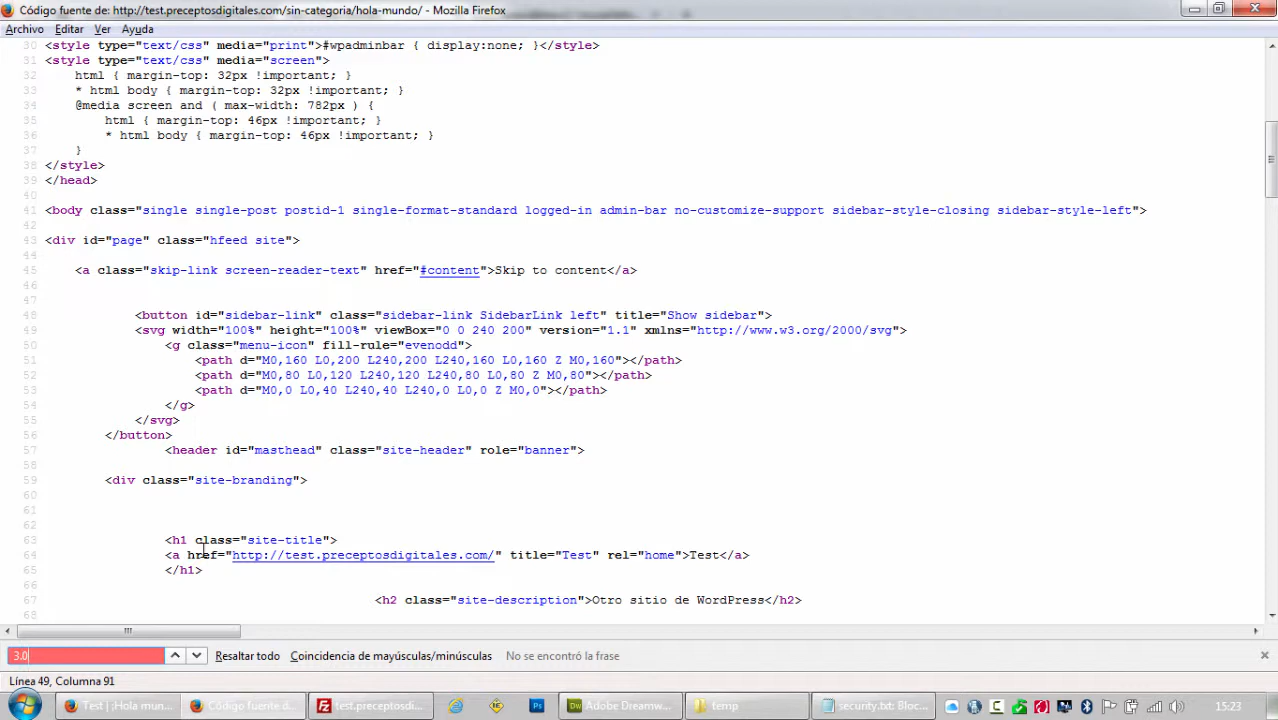 Código fuente de: http://test.preceptosdigitales.com/sin-categoria/hola-mundo/ - Mozilla Firefox
Archivo Editar Ver Ayuda
30 <style type="text/css" media="print">#wpadminbar { display:none; }</style>
31 <style type="text/css" media="screen">
32 html { margin-top: 32px !important; }
33 * html body { margin-top: 32px !important; }
34 @media screen and ( max-width: 782px ) {
35 html { margin-top: 46px !important; }
36 * html body { margin-top: 46px !important; }
37 }
38 </style>
39 </head>
40
41 <body class="single single-post postid-1 single-format-standard logged-in admin-bar no-customize-support sidebar-style-closing sidebar-style-left">
42
43 <div id="page" class="hfeed site">
44
45 <a class="skip-link screen-reader-text" href="#content">Skip to content</a>
46
47
48 <button id="sidebar-link" class="sidebar-link SidebarLink left" title="Show sidebar">
49 <svg width="100%" height="100%" viewBox="0 0 240 200" version="1.1" xmlns="http://www.w3.org/2000/svg">
50 <g class="menu-icon" fill-rule="evenodd">
51 <path d="M0,160 L0,200 L240,200 L240,160 L0,160 Z M0,160"></path>
52 <path d="M0,80 L0,120 L240,120 L240,80 L0,80 Z M0,80"></path>
53 <path d="M0,0 L0,40 L240,40 L240,0 L0,0 Z M0,0"></path>
54 </g>
55 </svg>
56 </button>
57 <header id="masthead" class="site-header" role="banner">
58
59 <div class="site-branding">
60
61
62
63 <h1 class="site-title">
64 <a href="http://test.preceptosdigitales.com/" title="Test" rel="home">Test</a>
65 </h1>
66
67 <h2 class="site-description">Otro sitio de WordPress</h2>
68
3.0 Resaltar todo Coincidencia de mayúsculas/minúsculas No se encontró la frase
Línea 49, Columna 91
Test | ¡Hola mun... Código fuente de... test.preceptosdi... Adobe Dreamw... temp security.txt: Bloc... 15:23